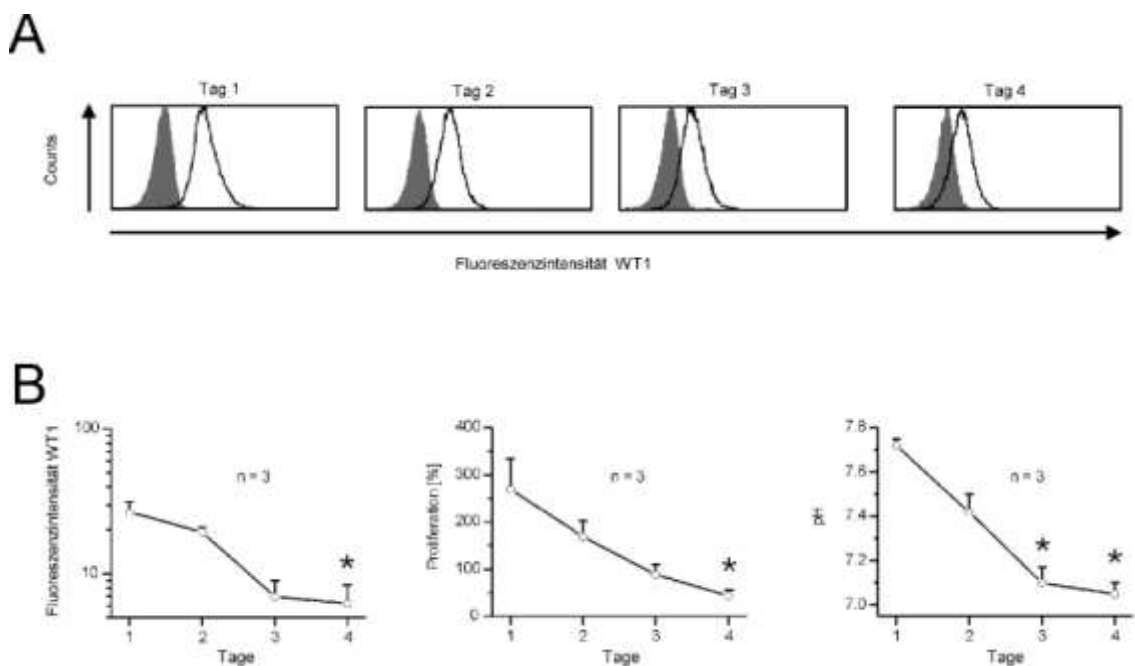 A
Tag 1
Tag 2
Tag 3
Tag 4
Counts
Fluoreszenzintensität WT1
B
Fluoreszenzintensität WT1
100
10
n = 3
1 2 3 4
Tage
Proliferation [%]
400
300
200
100
0
n = 3
*
1 2 3 4
Tage
pH
7.8
7.6
7.4
7.2
7.0
n = 3
* *
1 2 3 4
Tage